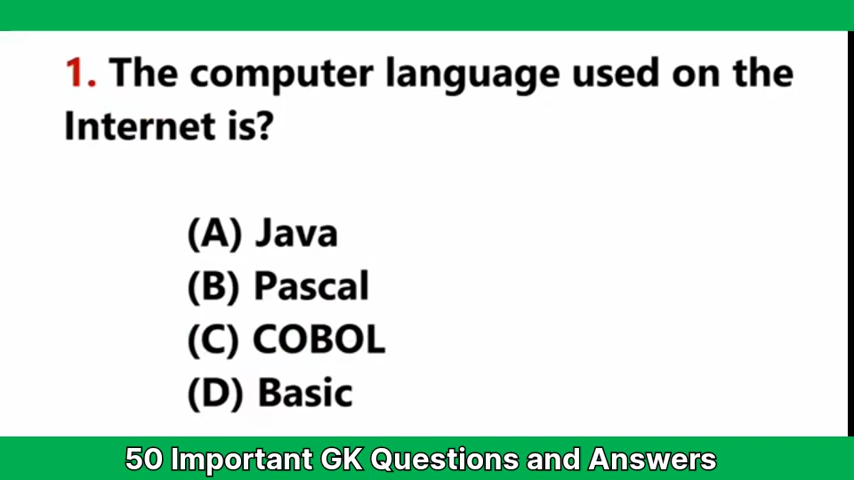 1. The computer language used on the
Internet is?
(A) Java
(B) Pascal
(C) COBOL
(D) Basic
50 Important GK Questions and Answers